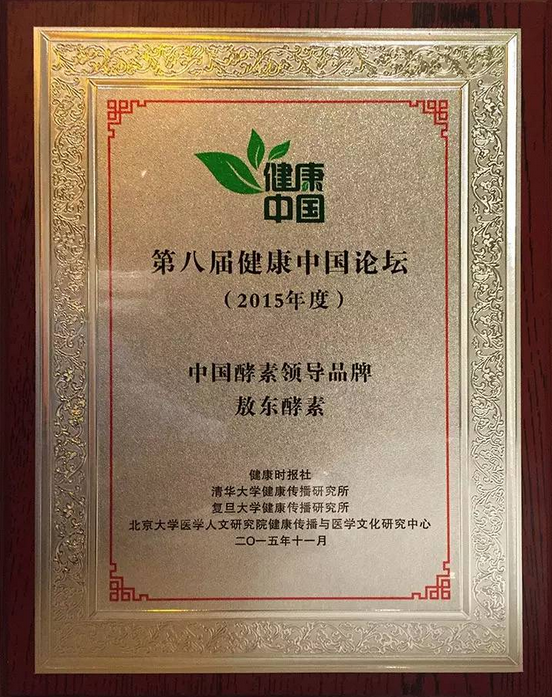 健康
中国
第八届健康中国论坛
（2015年度）
中国酵素领导品牌
敖东酵素
健康时报社
清华大学健康传播研究所
复旦大学健康传播研究所
北京大学医学人文研究院健康传播与医学文化研究中心
二〇一五年十一月